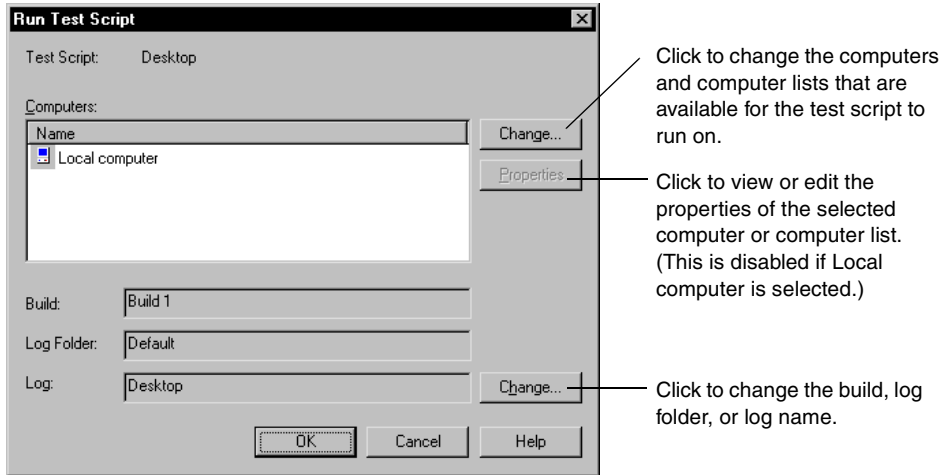 Run Test Script
Test Script: Desktop
Computers:
Name
Local computer
Change...
Properties
Build: Build 1
Log Folder: Default
Log: Desktop
Change...
OK Cancel Help
Click to change the computers
and computer lists that are
available for the test script to
run on.
Click to view or edit the
properties of the selected
computer or computer list.
(This is disabled if Local
computer is selected.)
Click to change the build, log
folder, or log name.